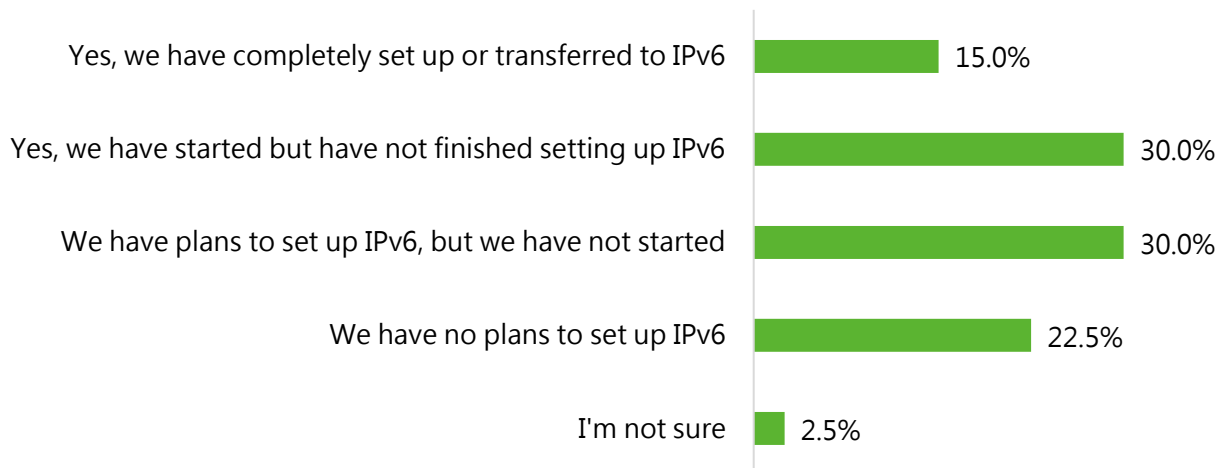 Yes, we have completely set up or transferred to IPv6 15.0%
Yes, we have started but have not finished setting up IPv6 30.0%
We have plans to set up IPv6, but we have not started 30.0%
We have no plans to set up IPv6 22.5%
I'm not sure 2.5%